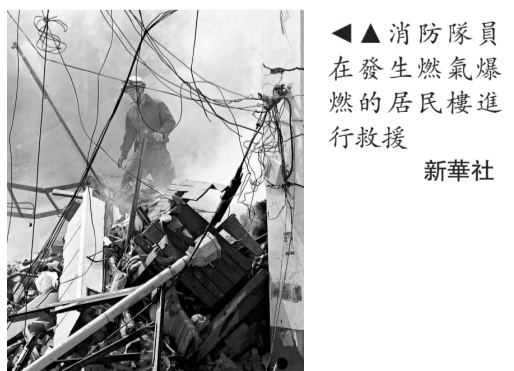 ◀▲消防隊員
在發生燃氣爆
燃的居民樓進
行救援
新華社